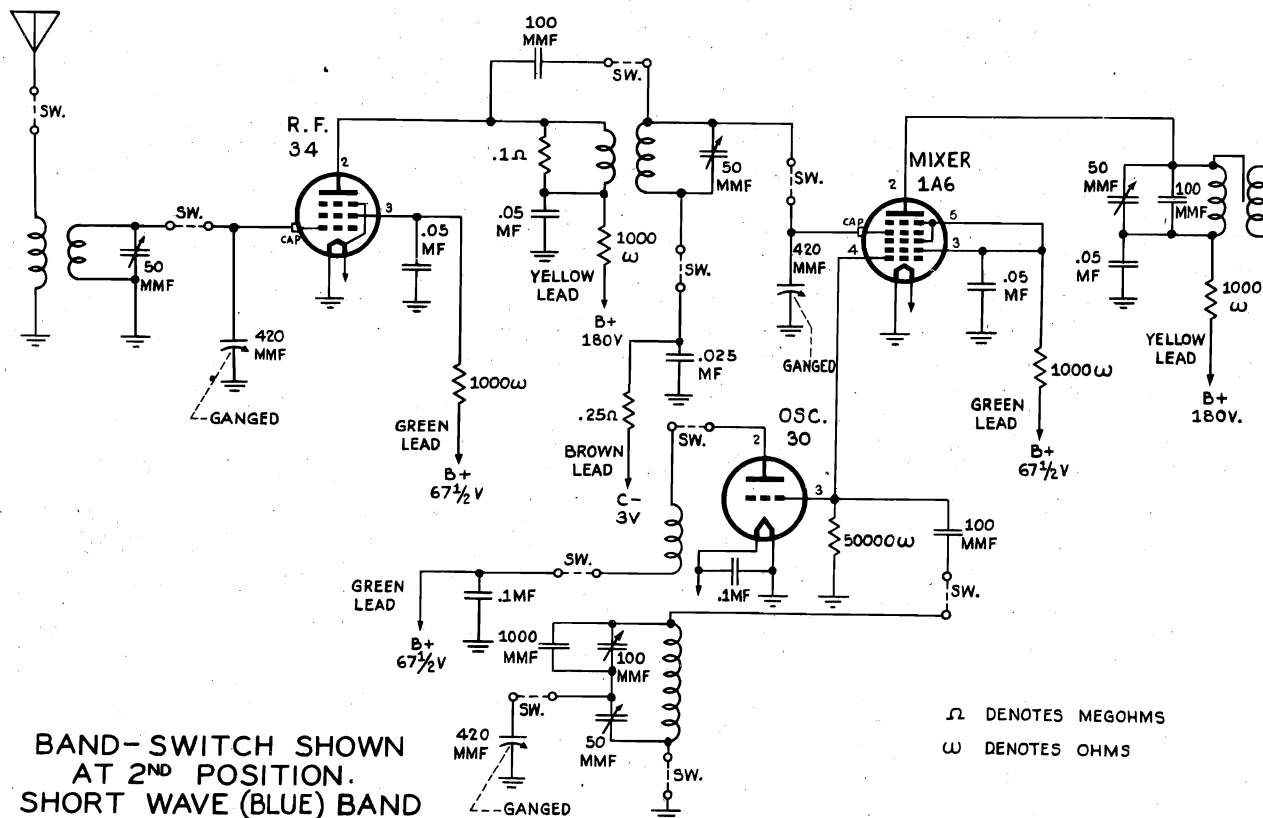 100
MMF
SW.
SW.
R.F.
34
2
.1Ω
50
MMF
SW.
MIXER
1A6
2
50
MMF
100
MMF
SW.
50
MMF
CAP
3
.05
MF
.05
MF
1000
ω
YELLOW
LEAD
B+
180V
SW.
CAP
4
420
MMF
5
3
.05
MF
.05
MF
1000
ω
YELLOW
LEAD
B+
180V.
420
MMF
GANGED
1000ω
GREEN
LEAD
B+
67½V
.025
MF
.25Ω
BROWN
LEAD
C-
3V
GANGED
1000ω
GREEN
LEAD
B+
67½V
SW.
OSC.
30
2
3
50000ω
100
MMF
SW.
.1MF
SW.
GREEN
LEAD
B+
67½V
.1MF
1000
MMF
100
MMF
SW.
50
MMF
420
MMF
GANGED
SW.
Ω DENOTES MEGOHMS
ω DENOTES OHMS
BAND-SWITCH SHOWN
AT 2ND POSITION.
SHORT WAVE (BLUE) BAND